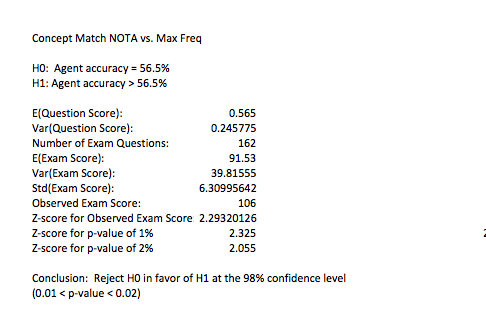 Concept Match NOTA vs. Max Freq
H0: Agent accuracy = 56.5%
H1: Agent accuracy > 56.5%
E(Question Score): 0.565
Var(Question Score): 0.245775
Number of Exam Questions: 162
E(Exam Score): 91.53
Var(Exam Score): 39.81555
Std(Exam Score): 6.30995642
Observed Exam Score: 106
Z-score for Observed Exam Score 2.29320126
Z-score for p-value of 1% 2.325
Z-score for p-value of 2% 2.055
Conclusion: Reject H0 in favor of H1 at the 98% confidence level
(0.01 < p-value < 0.02)